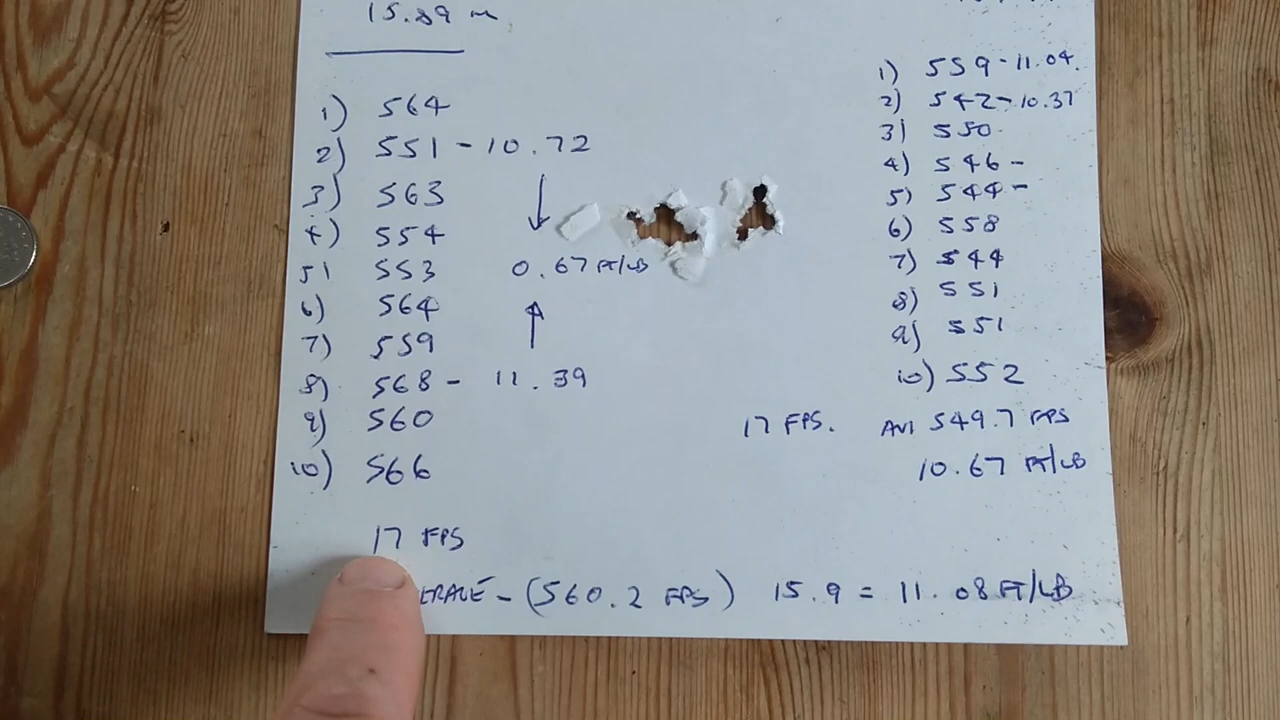 15.89 m
1) 564
2) 551 - 10.72
3) 563
4) 554
0.67 FT/LB
5) 553
6) 564
7) 559
8) 568 - 11.39
9) 560
10) 566
17 FPS
1) 559 - 11.04.
2) 542 - 10.37
3) 550
4) 546 -
5) 544 -
6) 558
7) 544
8) 551
9) 551
10) 552
17 FPS. AVI 549.7 FPS
10.67 FT/LB
ERAGE - (560.2 FPS) 15.9 = 11.08 FT/LB